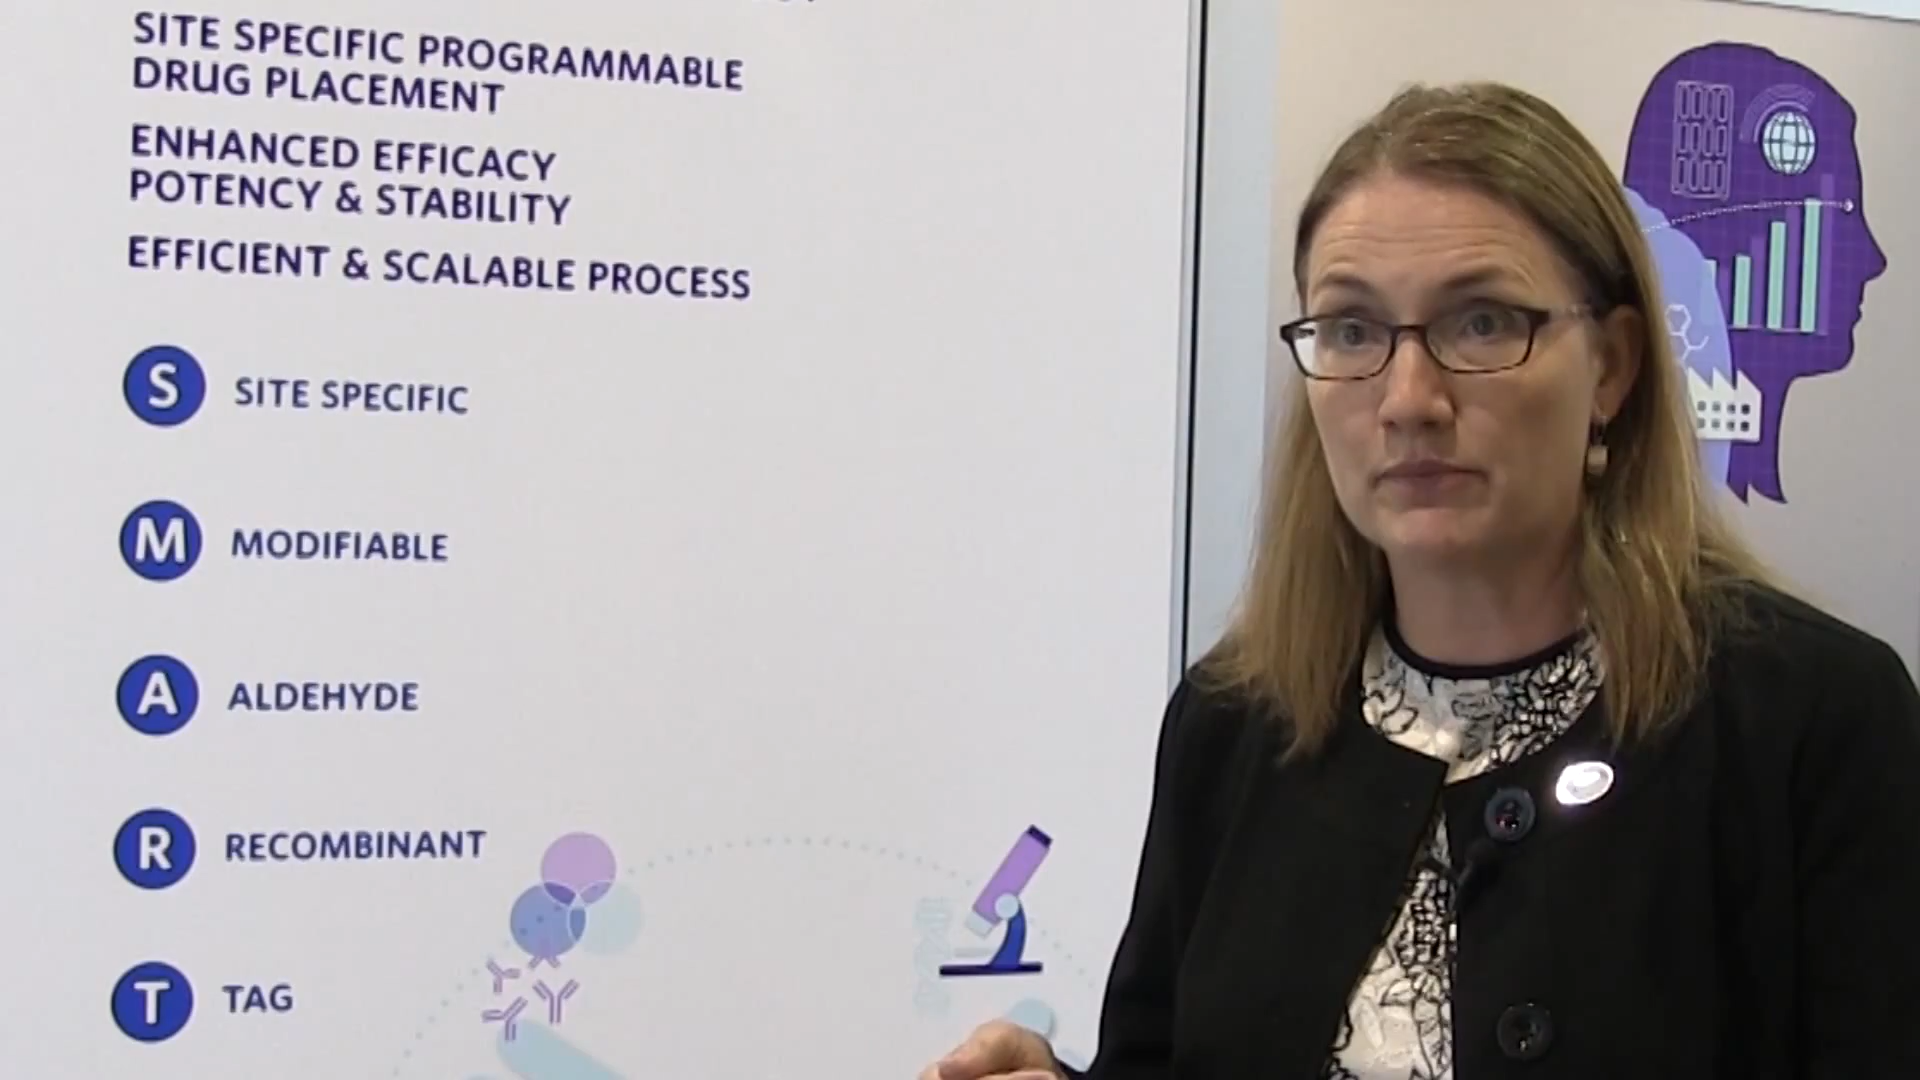 SITE SPECIFIC PROGRAMMABLE
DRUG PLACEMENT
ENHANCED EFFICACY
POTENCY & STABILITY
EFFICIENT & SCALABLE PROCESS
S SITE SPECIFIC
M MODIFIABLE
A ALDEHYDE
R RECOMBINANT
T TAG